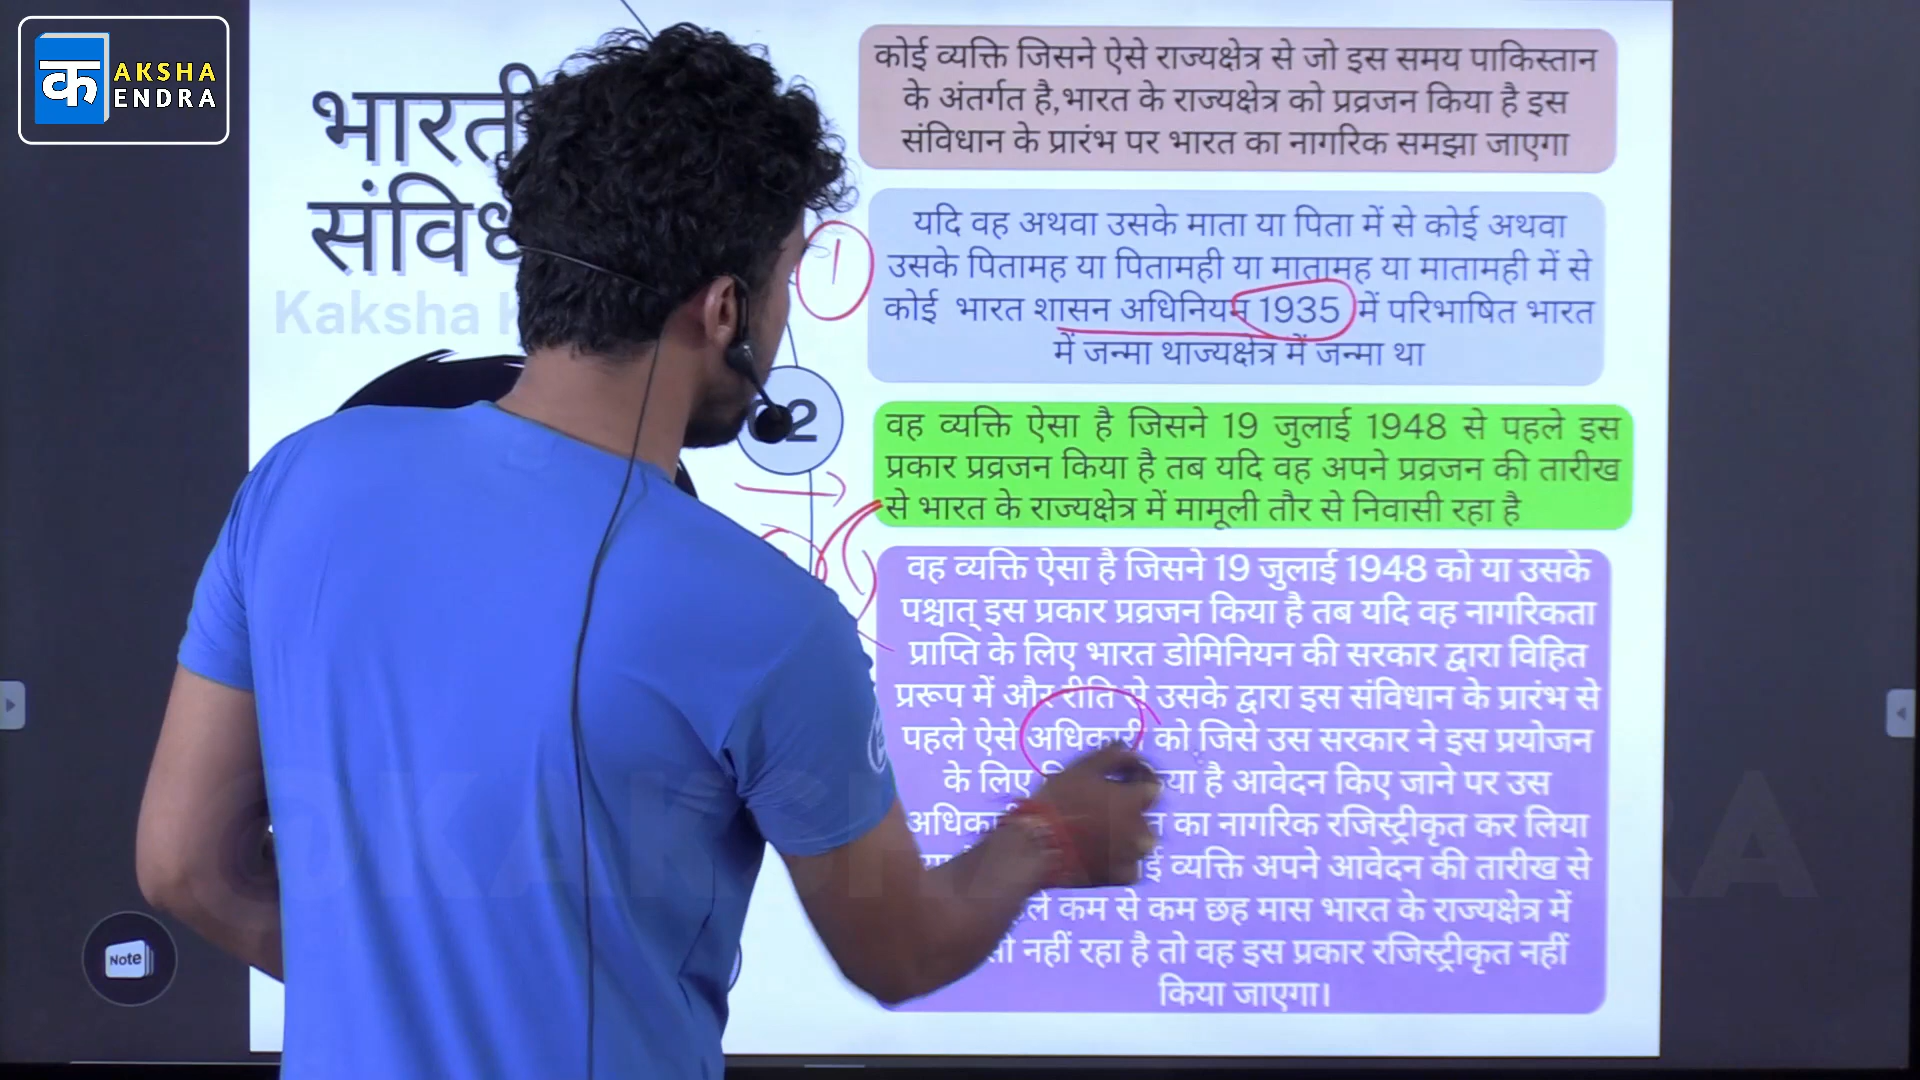 क AKSHA
KENDRA
भारती
संविध
Kaksha K
कोई व्यक्ति जिसने ऐसे राज्यक्षेत्र से जो इस समय पाकिस्तान
के अंतर्गत है,भारत के राज्यक्षेत्र को प्रव्रजन किया है इस
संविधान के प्रारंभ पर भारत का नागरिक समझा जाएगा
1
यदि वह अथवा उसके माता या पिता में से कोई अथवा
उसके पितामह या पितामही या मातामह या मातामही में से
कोई भारत शासन अधिनियम 1935 में परिभाषित भारत
में जन्मा थाज्यक्षेत्र में जन्मा था
02
वह व्यक्ति ऐसा है जिसने 19 जुलाई 1948 से पहले इस
प्रकार प्रव्रजन किया है तब यदि वह अपने प्रव्रजन की तारीख
से भारत के राज्यक्षेत्र में मामूली तौर से निवासी रहा है
वह व्यक्ति ऐसा है जिसने 19 जुलाई 1948 को या उसके
पश्चात् इस प्रकार प्रव्रजन किया है तब यदि वह नागरिकता
प्राप्ति के लिए भारत डोमिनियन की सरकार द्वारा विहित
प्ररूप में और रीति से उसके द्वारा इस संविधान के प्रारंभ से
पहले ऐसे अधिकारी को जिसे उस सरकार ने इस प्रयोजन
के लिए है आवेदन किए जाने पर उस
का नागरिक रजिस्ट्रीकृत कर लिया
व्यक्ति अपने आवेदन की तारीख से
कम से कम छह मास भारत के राज्यक्षेत्र में
नहीं रहा है तो वह इस प्रकार रजिस्ट्रीकृत नहीं
किया जाएगा।
Note